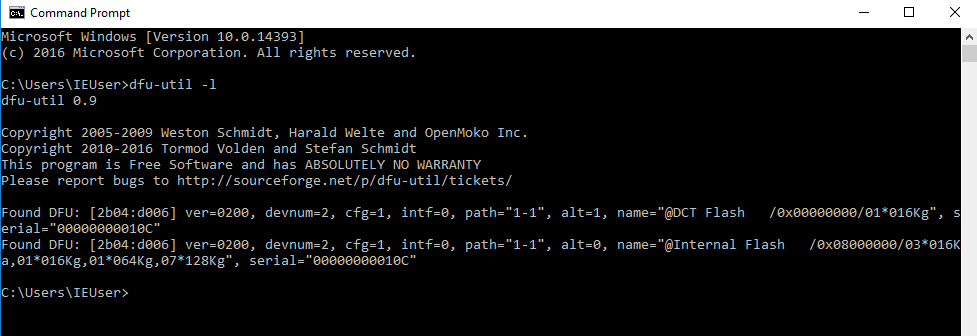 Command Prompt
Microsoft Windows [Version 10.0.14393]
(c) 2016 Microsoft Corporation. All rights reserved.
C:\Users\IEUser>dfu-util -l
dfu-util 0.9
Copyright 2005-2009 Weston Schmidt, Harald Welte and OpenMoko Inc.
Copyright 2010-2016 Tormod Volden and Stefan Schmidt
This program is Free Software and has ABSOLUTELY NO WARRANTY
Please report bugs to http://sourceforge.net/p/dfu-util/tickets/
Found DFU: [2b04:d006] ver=0200, devnum=2, cfg=1, intf=0, path="1-1", alt=1, name="@DCT Flash   /0x00000000/01*016Kg", s
erial="00000000010C"
Found DFU: [2b04:d006] ver=0200, devnum=2, cfg=1, intf=0, path="1-1", alt=0, name="@Internal Flash   /0x08000000/03*016K
a,01*016Kg,01*064Kg,07*128Kg", serial="00000000010C"
C:\Users\IEUser>